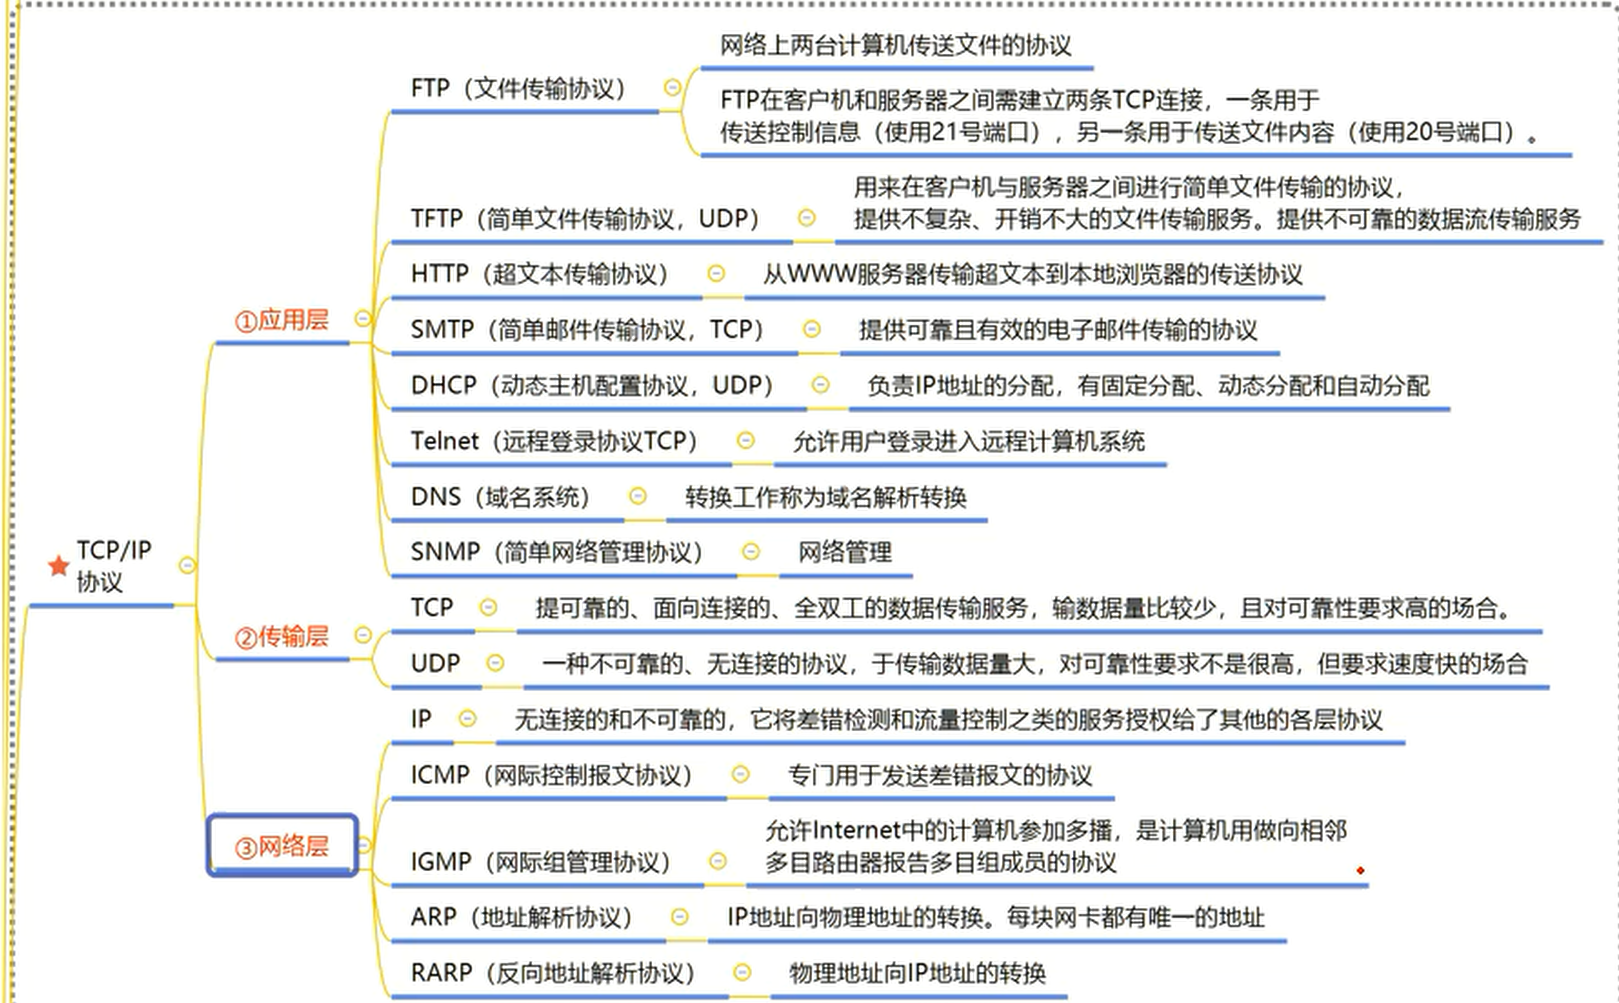 网络上两台计算机传送文件的协议
FTP（文件传输协议）
FTP在客户机和服务器之间需建立两条TCP连接，一条用于
传送控制信息（使用21号端口），另一条用于传送文件内容（使用20号端口）。
用来在客户机与服务器之间进行简单文件传输的协议，
TFTP（简单文件传输协议，UDP）
提供不复杂、开销不大的文件传输服务。提供不可靠的数据流传输服务
HTTP（超文本传输协议）
从WWW服务器传输超文本到本地浏览器的传送协议
①应用层
SMTP（简单邮件传输协议，TCP）
提供可靠且有效的电子邮件传输的协议
DHCP（动态主机配置协议，UDP）
负责IP地址的分配，有固定分配、动态分配和自动分配
Telnet（远程登录协议TCP）
允许用户登录进入远程计算机系统
DNS（域名系统）
转换工作称为域名解析转换
SNMP（简单网络管理协议）
网络管理
TCP/IP
协议
TCP
提可靠的、面向连接的、全双工的数据传输服务，输数据量比较少，且对可靠性要求高的场合。
②传输层
UDP
一种不可靠的、无连接的协议，于传输数据量大，对可靠性要求不是很高，但要求速度快的场合
IP
无连接的和不可靠的，它将差错检测和流量控制之类的服务授权给了其他的各层协议
ICMP（网际控制报文协议）
专门用于发送差错报文的协议
③网络层
允许Internet中的计算机参加多播，是计算机用做向相邻
IGMP（网际组管理协议）
多目路由器报告多目组成员的协议
ARP（地址解析协议）
IP地址向物理地址的转换。每块网卡都有唯一的地址
RARP（反向地址解析协议）
物理地址向IP地址的转换